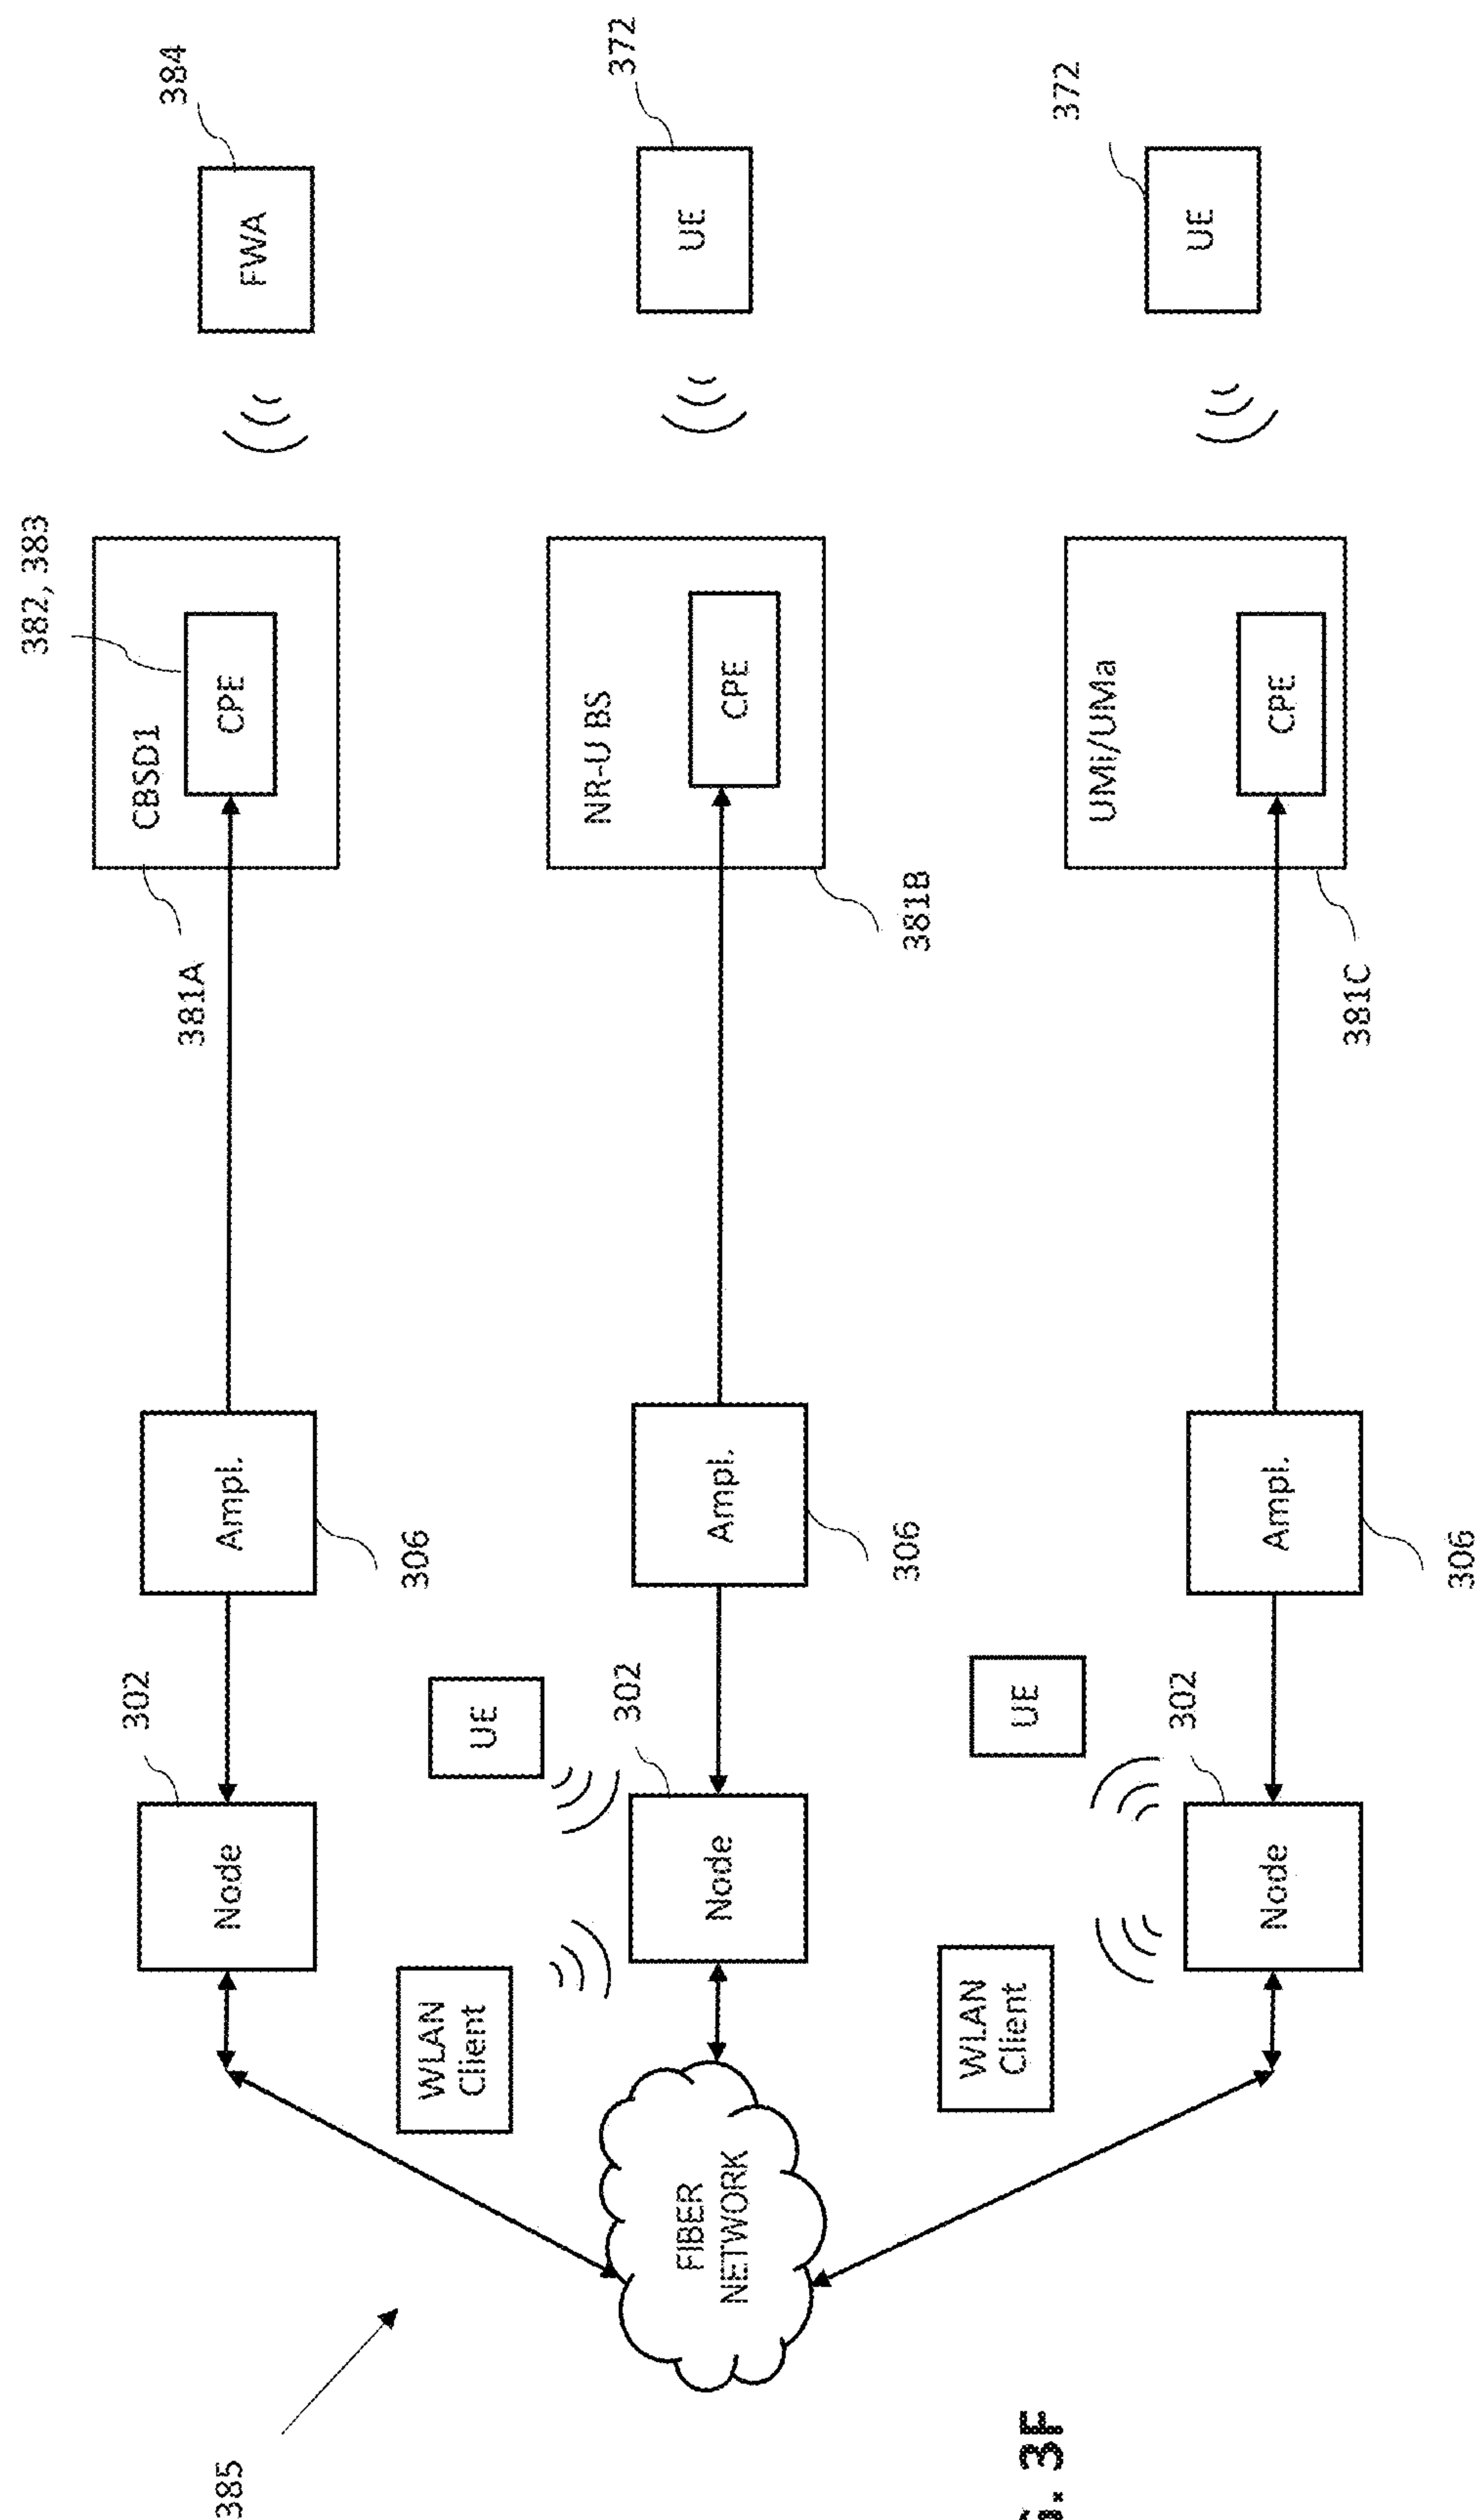 382, 383
302
CBSD1
384
381A
385
Node
Ampl.
CPE
FWA
306
WLAN
Client
UE
NR-U BS
372
302
FIBER
NETWORK
Node
Ampl.
CPE
UE
306
381B
WLAN
Client
UE
3F
372
UMi/UMa
302
Node
Ampl.
CPE
UE
381C
306